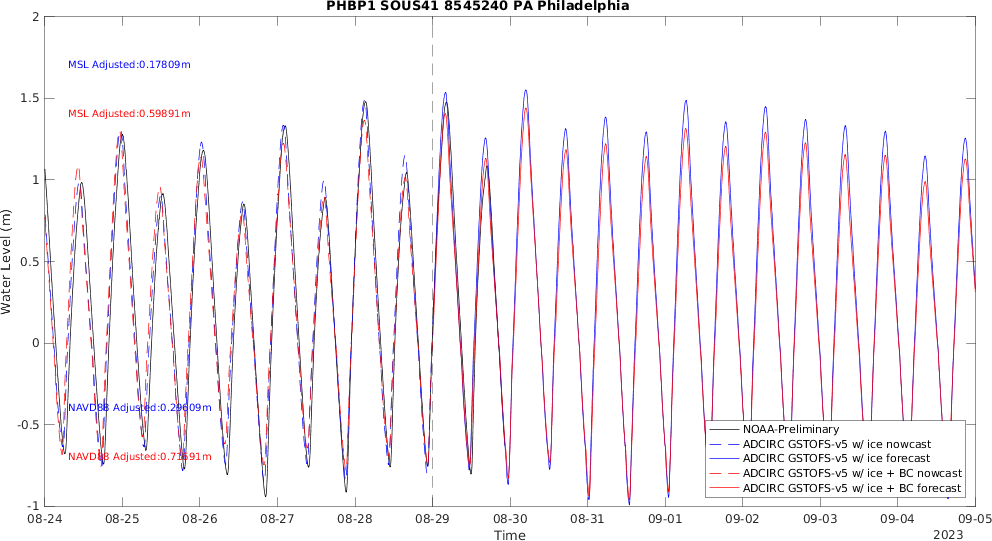 PHBP1 SOUS41 8545240 PA Philadelphia
2
1.5
1
0.5
0
-0.5
-1
Water Level (m)
MSL Adjusted:0.17809m
MSL Adjusted:0.59891m
NAVD88 Adjusted:0.29609m
NAVD88 Adjusted:0.71691m
NOAA-Preliminary
ADCIRC GSTOFS-v5 w/ ice nowcast
ADCIRC GSTOFS-v5 w/ ice forecast
ADCIRC GSTOFS-v5 w/ ice + BC nowcast
ADCIRC GSTOFS-v5 w/ ice + BC forecast
08-24 08-25 08-26 08-27 08-28 08-29 08-30 08-31 09-01 09-02 09-03 09-04 09-05
Time
2023